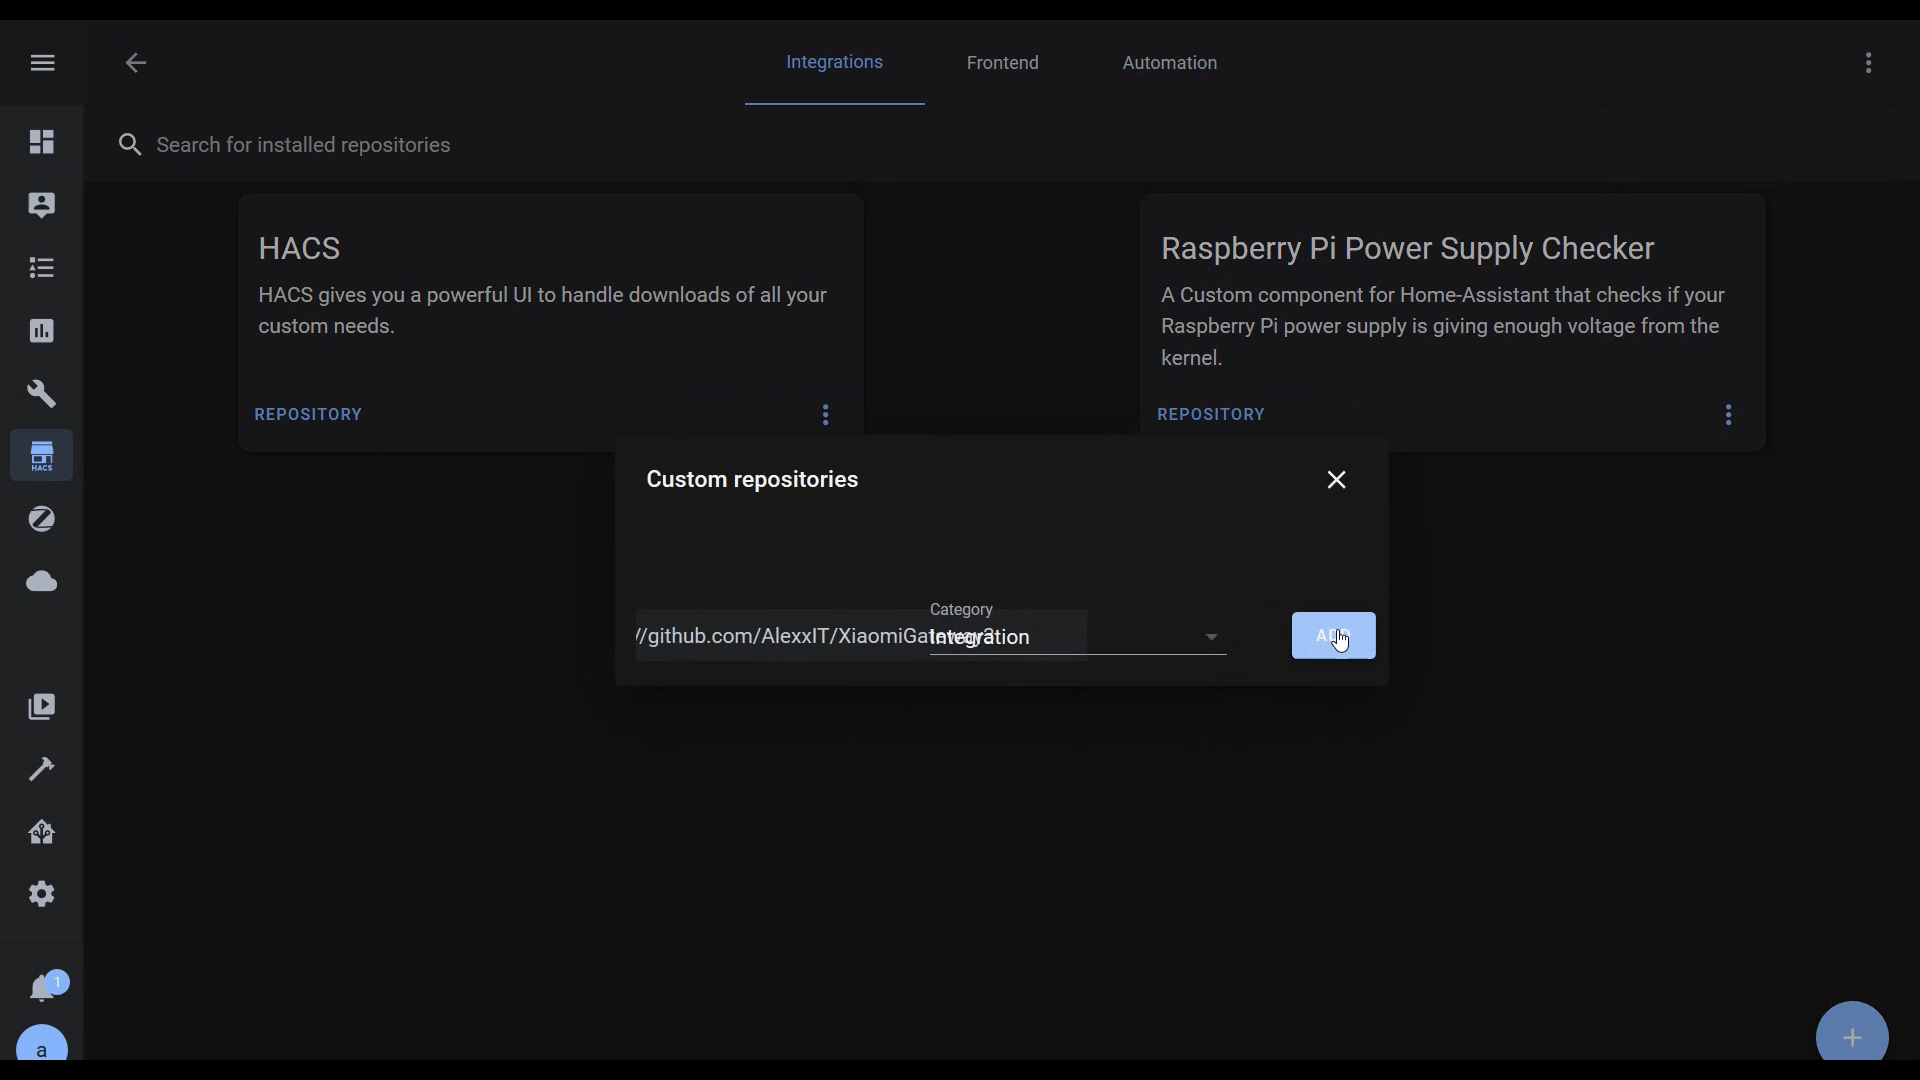 Integrations
Frontend
Automation
Search for installed repositories
HACS
HACS gives you a powerful UI to handle downloads of all your
custom needs.
REPOSITORY
Raspberry Pi Power Supply Checker
A Custom component for Home-Assistant that checks if your
Raspberry Pi power supply is giving enough voltage from the
kernel.
REPOSITORY
HACS
Custom repositories
Category
//github.com/AlexxIT/XiaomiGateway3
Integration
ADD
1
a